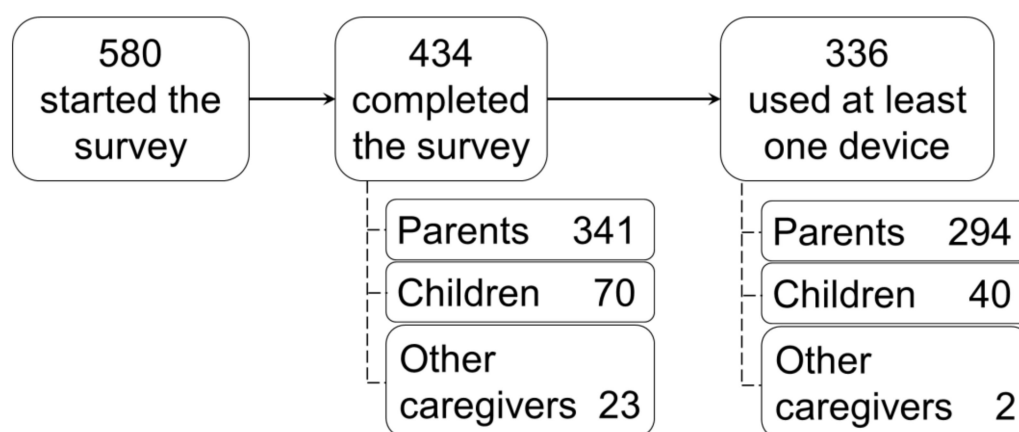 580
started the
survey
434
completed
the survey
Parents 341
Children 70
Other
caregivers 23
336
used at least
one device
Parents 294
Children 40
Other
caregivers 2